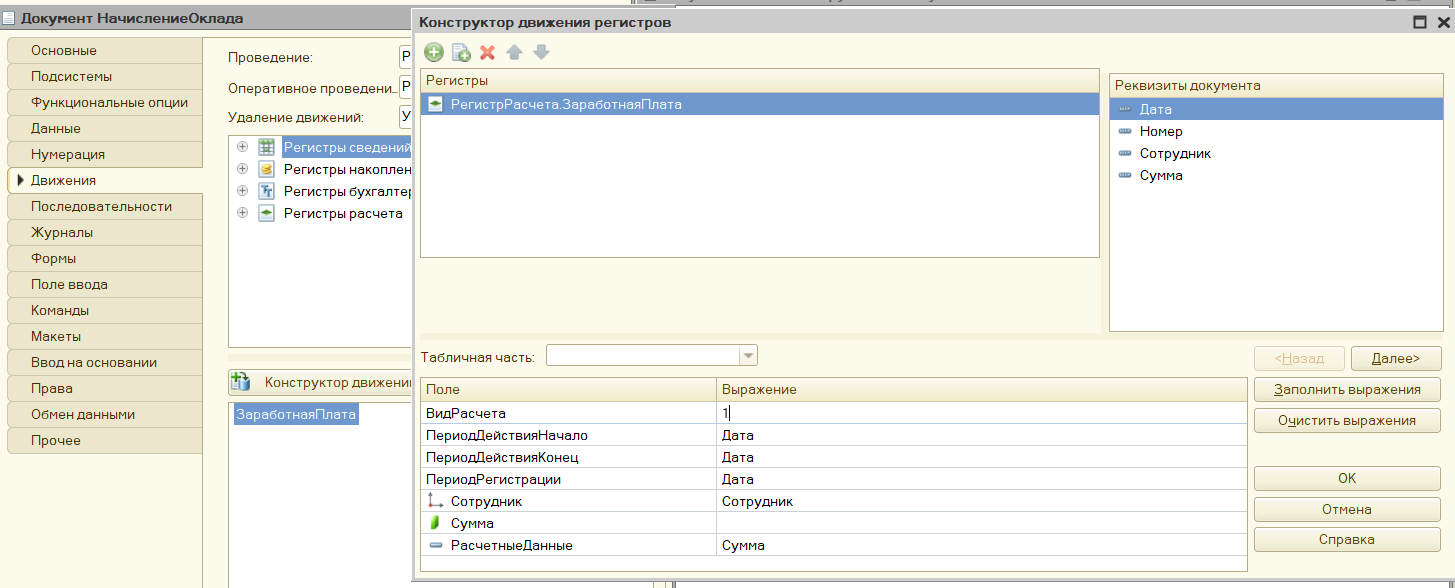 Документ НачислениеОклада
Основные
Подсистемы
Функциональные опции
Данные
Нумерация
Движения
Последовательности
Журналы
Формы
Поле ввода
Команды
Макеты
Ввод на основании
Права
Обмен данными
Прочее
Проведение:
Р
Оперативное проведени...
Р
Удаление движений:
У
Регистры сведений
Регистры накоплен
Регистры бухгалтер
Регистры расчета
Конструктор движени
ЗаработнаяПлата
Конструктор движения регистров
Регистры
РегистрРасчета.ЗаработнаяПлата
Реквизиты документа
Дата
Номер
Сотрудник
Сумма
Табличная часть:
<Назад
Далее>
Заполнить выражения
Очистить выражения
OK
Отмена
Справка
Поле Выражение
ВидРасчета 1
ПериодДействияНачало Дата
ПериодДействияКонец Дата
ПериодРегистрации Дата
Сотрудник Сотрудник
Сумма
РасчетныеДанные Сумма